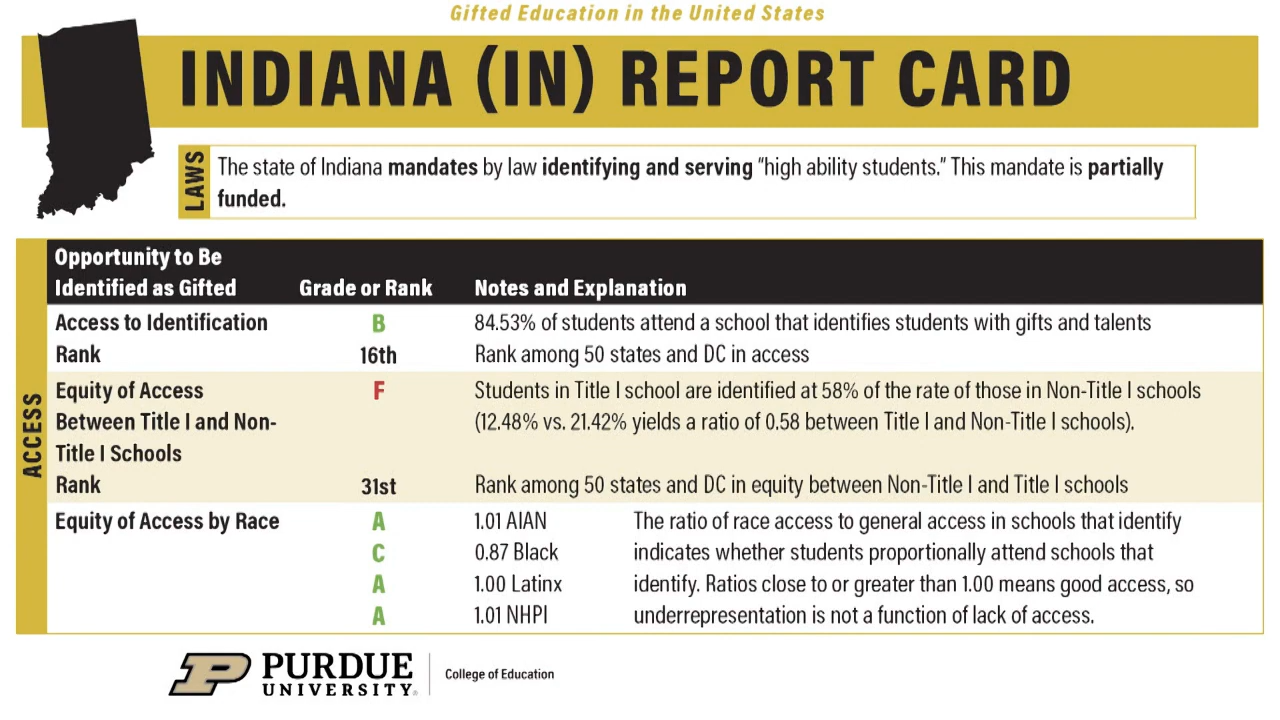 Gifted Education in the United States
INDIANA (IN) REPORT CARD
LAWS
The state of Indiana mandates by law identifying and serving “high ability students.” This mandate is partially
funded.
ACCESS
Opportunity to Be
Identified as Gifted Grade or Rank Notes and Explanation
Access to Identification B 84.53% of students attend a school that identifies students with gifts and talents
Rank 16th Rank among 50 states and DC in access
Equity of Access F Students in Title I school are identified at 58% of the rate of those in Non-Title I schools
Between Title I and Non- (12.48% vs. 21.42% yields a ratio of 0.58 between Title I and Non-Title I schools).
Title I Schools
Rank 31st Rank among 50 states and DC in equity between Non-Title I and Title I schools
Equity of Access by Race A 1.01 AIAN The ratio of race access to general access in schools that identify
C 0.87 Black indicates whether students proportionally attend schools that
A 1.00 Latinx identify. Ratios close to or greater than 1.00 means good access, so
A 1.01 NHPI underrepresentation is not a function of lack of access.
P PURDUE
UNIVERSITY®
College of Education